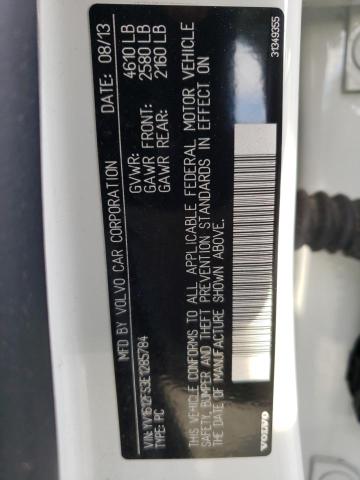 MFD BY VOLVO CAR CORPORATION DATE: 08/13
GVWR: 4610 LB
GAWR FRONT: 2580 LB
GAWR REAR: 2160 LB
VIN: YV1612FS3E1285784
TYPE: PC
THIS VEHICLE CONFORMS TO ALL APPLICABLE FEDERAL MOTOR VEHICLE
SAFETY, BUMPER AND THEFT PREVENTION STANDARDS IN EFFECT ON
THE DATE OF MANUFACTURE SHOWN ABOVE.
VOLVO
31349355